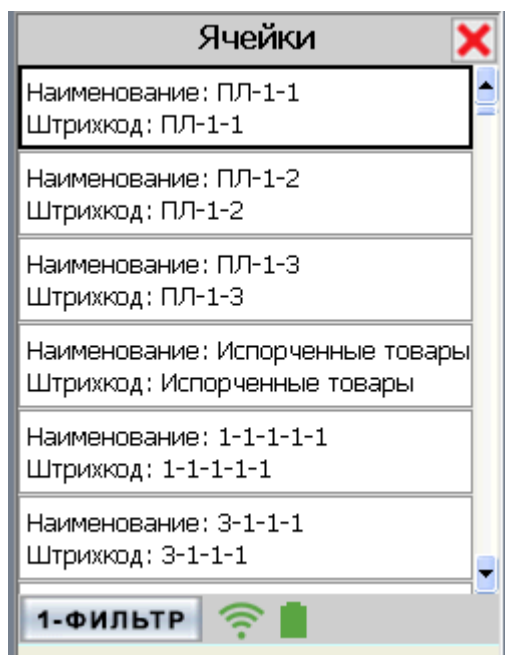 Ячейки
Наименование: ПЛ-1-1
Штрихкод: ПЛ-1-1
Наименование: ПЛ-1-2
Штрихкод: ПЛ-1-2
Наименование: ПЛ-1-3
Штрихкод: ПЛ-1-3
Наименование: Испорченные товары
Штрихкод: Испорченные товары
Наименование: 1-1-1-1-1
Штрихкод: 1-1-1-1-1
Наименование: 3-1-1-1
Штрихкод: 3-1-1-1
1-ФИЛЬТР